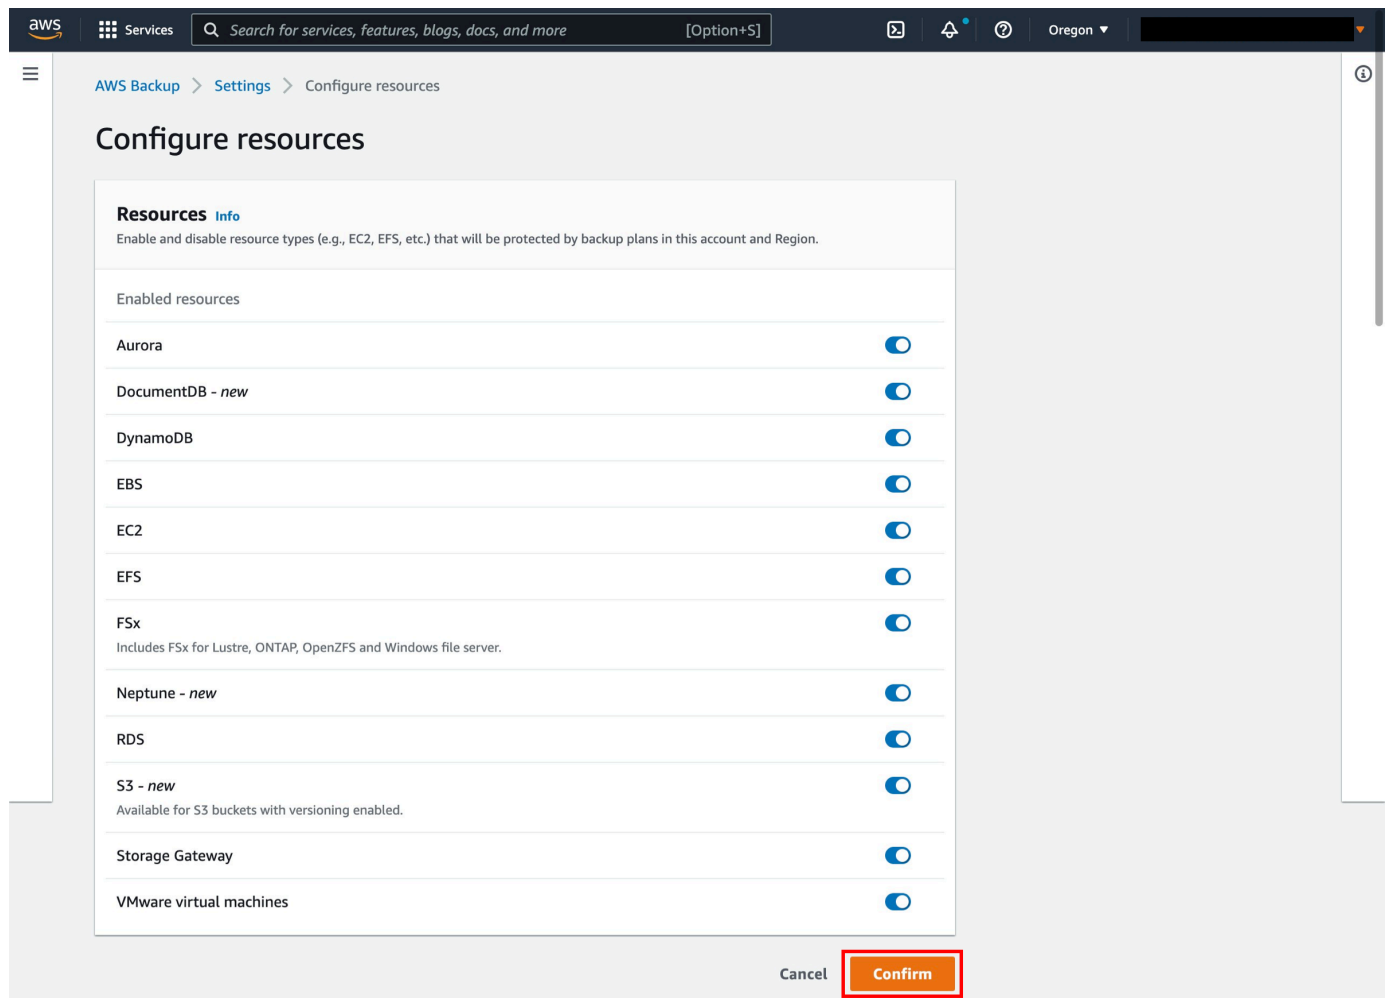 aws Services Search for services, features, blogs, docs, and more [Option+S] Oregon
AWS Backup > Settings > Configure resources
Configure resources
Resources Info
Enable and disable resource types (e.g., EC2, EFS, etc.) that will be protected by backup plans in this account and Region.
Enabled resources
Aurora
DocumentDB - new
DynamoDB
EBS
EC2
EFS
FSx
Includes FSx for Lustre, ONTAP, OpenZFS and Windows file server.
Neptune - new
RDS
S3 - new
Available for S3 buckets with versioning enabled.
Storage Gateway
VMware virtual machines
Cancel Confirm